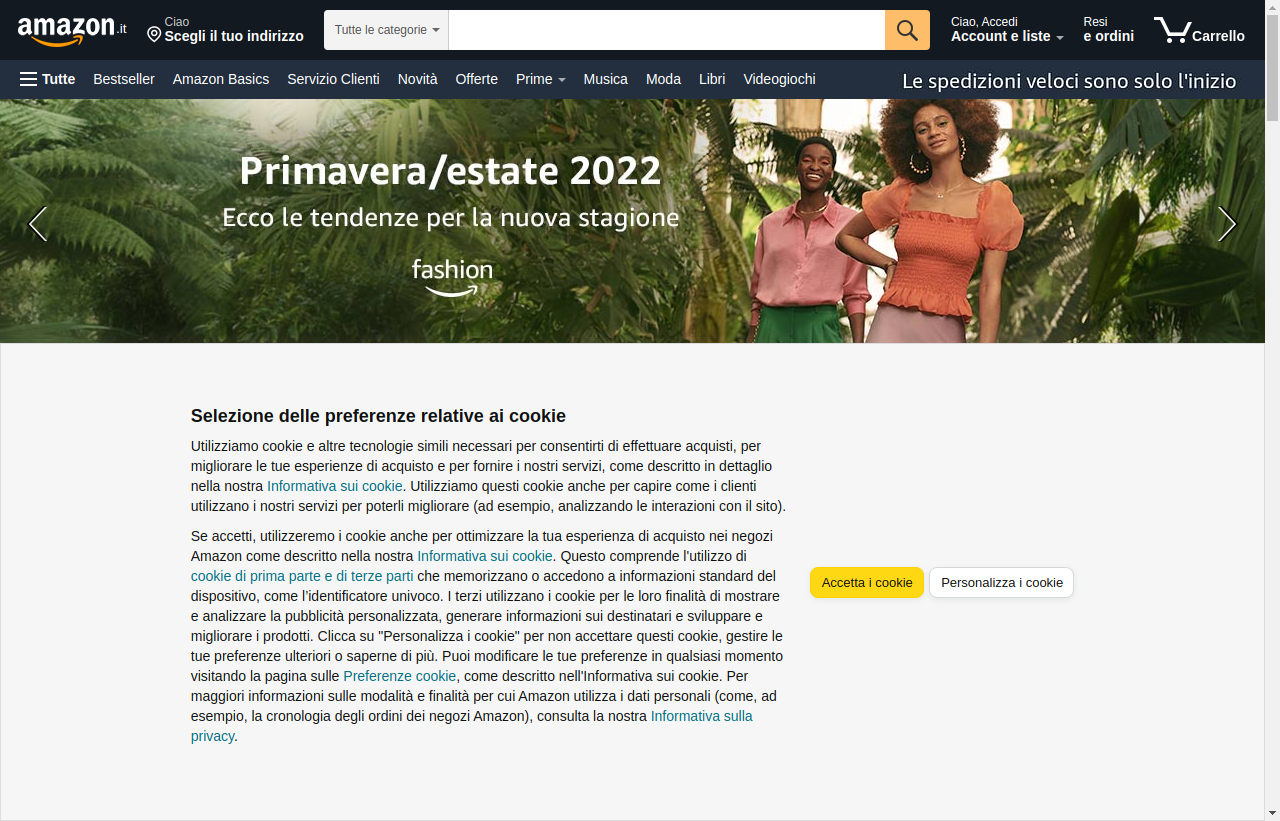 amazon.it
Ciao
Scegli il tuo indirizzo
Tutte le categorie
Ciao, Accedi
Account e liste
Resi
e ordini
Carrello
Tutte
Bestseller
Amazon Basics
Servizio Clienti
Novità
Offerte
Prime
Musica
Moda
Libri
Videogiochi
Le spedizioni veloci sono solo l'inizio
Primavera/estate 2022
Ecco le tendenze per la nuova stagione
fashion
Selezione delle preferenze relative ai cookie
Utilizziamo cookie e altre tecnologie simili necessari per consentirti di effettuare acquisti, per
migliorare le tue esperienze di acquisto e per fornire i nostri servizi, come descritto in dettaglio
nella nostra Informativa sui cookie. Utilizziamo questi cookie anche per capire come i clienti
utilizzano i nostri servizi per poterli migliorare (ad esempio, analizzando le interazioni con il sito).
Se accetti, utilizzeremo i cookie anche per ottimizzare la tua esperienza di acquisto nei negozi
Amazon come descritto nella nostra Informativa sui cookie. Questo comprende l'utilizzo di
cookie di prima parte e di terze parti che memorizzano o accedono a informazioni standard del
dispositivo, come l’identificatore univoco. I terzi utilizzano i cookie per le loro finalità di mostrare
e analizzare la pubblicità personalizzata, generare informazioni sui destinatari e sviluppare e
migliorare i prodotti. Clicca su "Personalizza i cookie" per non accettare questi cookie, gestire le
tue preferenze ulteriori o saperne di più. Puoi modificare le tue preferenze in qualsiasi momento
visitando la pagina sulle Preferenze cookie, come descritto nell'Informativa sui cookie. Per
maggiori informazioni sulle modalità e finalità per cui Amazon utilizza i dati personali (come, ad
esempio, la cronologia degli ordini dei negozi Amazon), consulta la nostra Informativa sulla
privacy.
Accetta i cookie
Personalizza i cookie